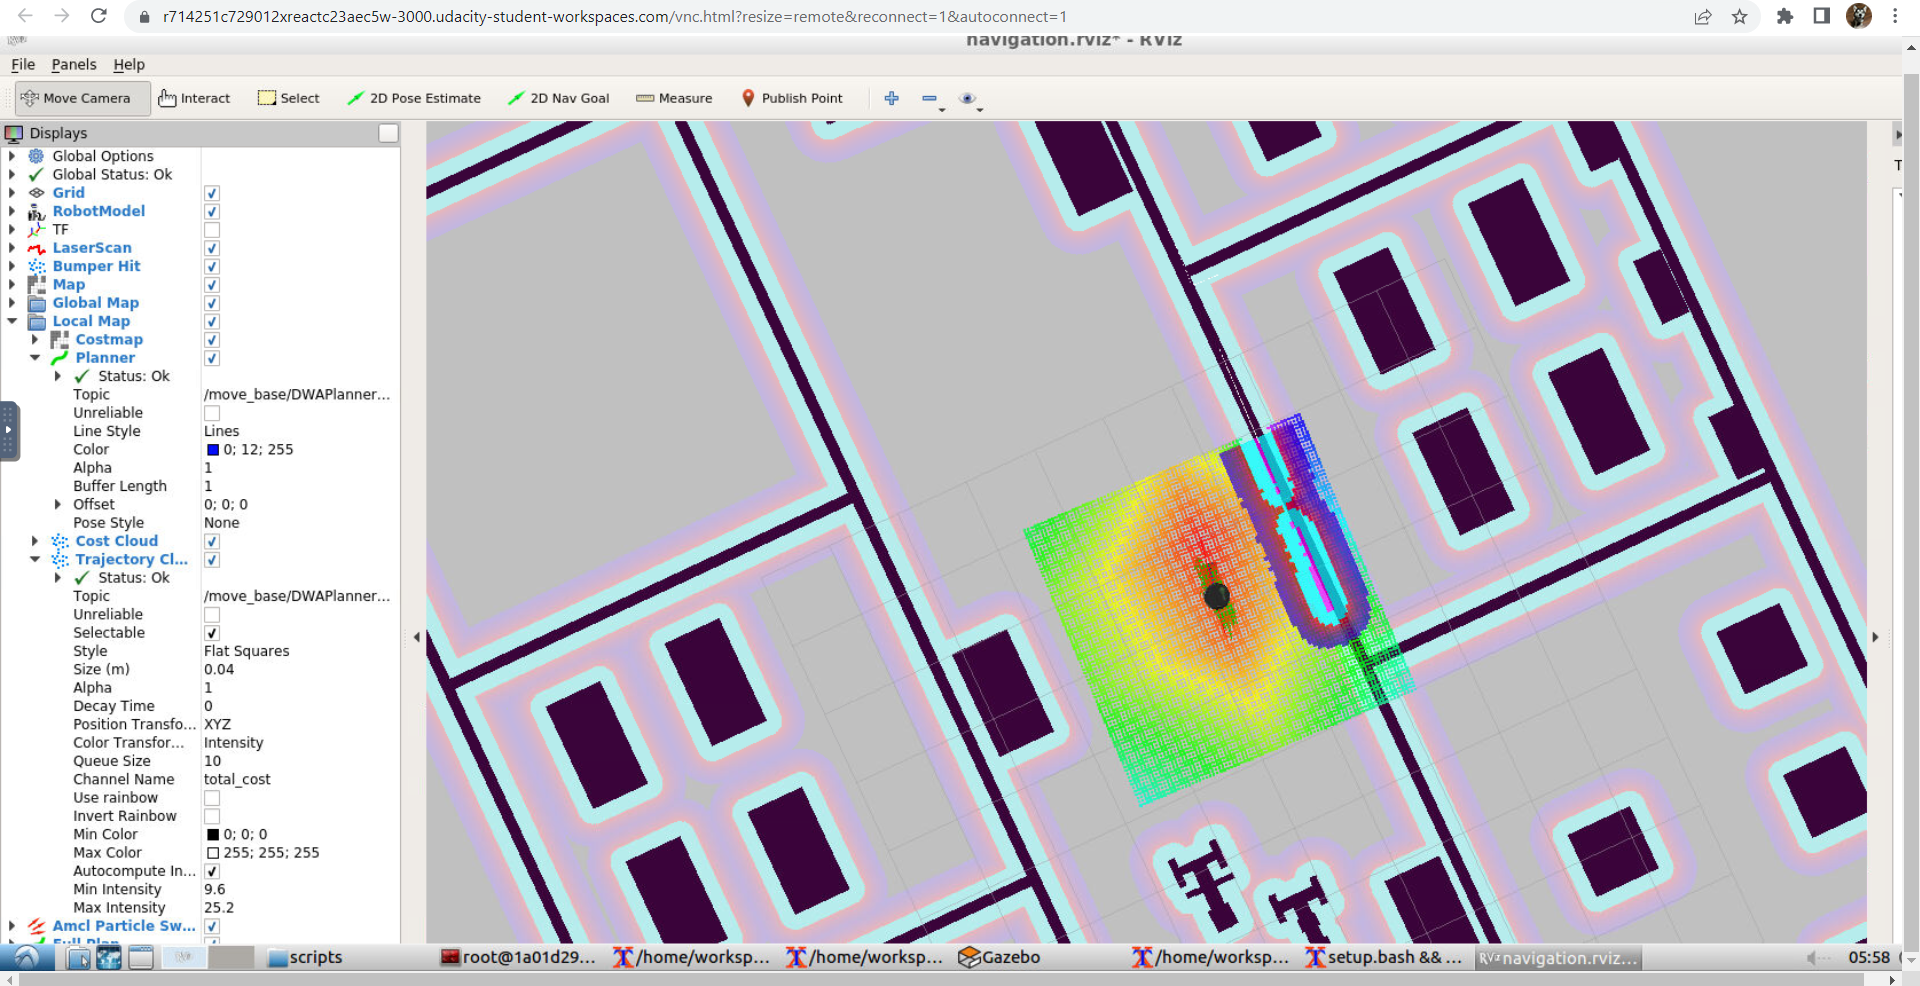 r714251c729012xreactc23aec5w-3000.udacity-student-workspaces.com/vnc.html?resize=remote&reconnect=1&autoconnect=1
navigation.rviz* - RViz
File Panels Help
Move Camera Interact Select 2D Pose Estimate 2D Nav Goal Measure Publish Point
Displays
Global Options
Global Status: Ok
Grid
RobotModel
TF
LaserScan
Bumper Hit
Map
Global Map
Local Map
Costmap
Planner
Status: Ok
Topic /move_base/DWAPlanner...
Unreliable
Line Style Lines
Color 0; 12; 255
Alpha 1
Buffer Length 1
Offset 0; 0; 0
Pose Style None
Cost Cloud
Trajectory Cl...
Status: Ok
Topic /move_base/DWAPlanner...
Unreliable
Selectable
Style Flat Squares
Size (m) 0.04
Alpha 1
Decay Time 0
Position Transfo... XYZ
Color Transfor... Intensity
Queue Size 10
Channel Name total_cost
Use rainbow
Invert Rainbow
Min Color 0; 0; 0
Max Color 255; 255; 255
Autocompute In...
Min Intensity 9.6
Max Intensity 25.2
Amcl Particle Sw...
Full Plan
scripts root@1a01d29... /home/worksp... /home/worksp... Gazebo /home/worksp... setup.bash && ... RViz navigation.rviz... 05:58